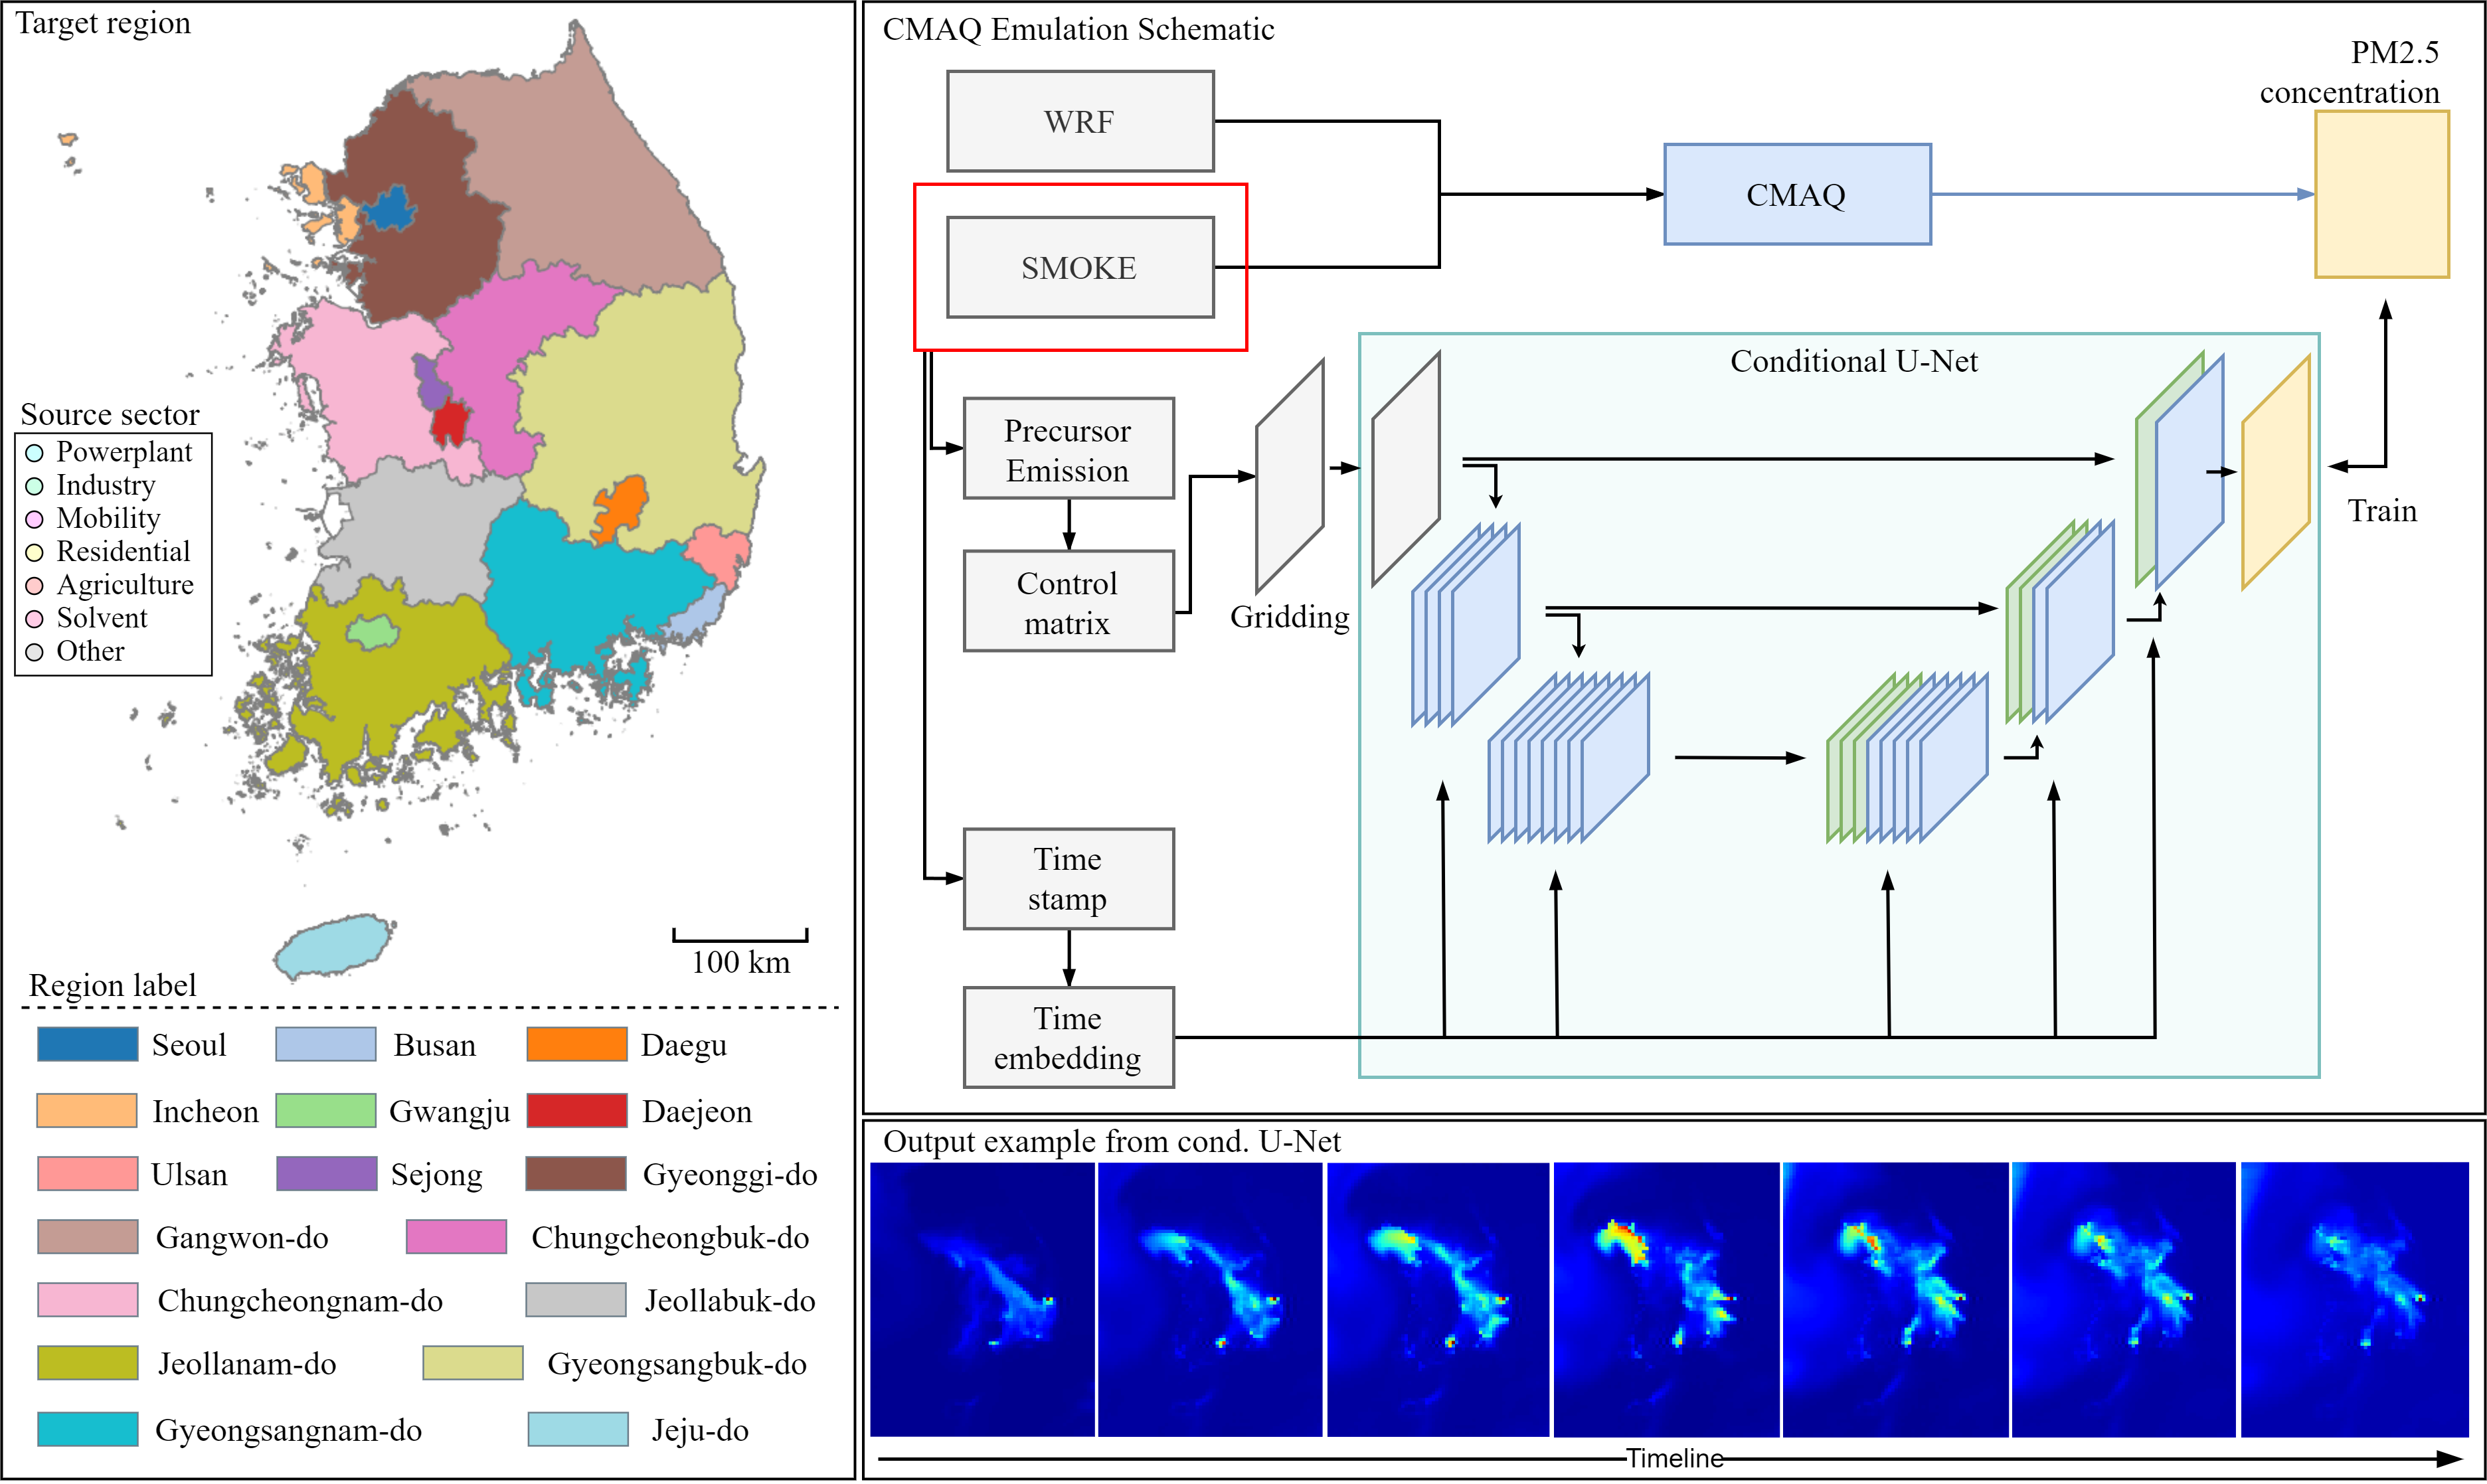 Target region
Source sector
Powerplant
Industry
Mobility
Residential
Agriculture
Solvent
Other
100 km
Region label
Seoul
Busan
Daegu
Incheon
Gwangju
Daejeon
Ulsan
Sejong
Gyeonggi-do
Gangwon-do
Chungcheongbuk-do
Chungcheongnam-do
Jeollabuk-do
Jeollanam-do
Gyeongsangbuk-do
Gyeongsangnam-do
Jeju-do
CMAQ Emulation Schematic
WRF
SMOKE
CMAQ
PM2.5
concentration
Precursor
Emission
Control
matrix
Gridding
Conditional U-Net
Train
Time
stamp
Time
embedding
Output example from cond. U-Net
Timeline